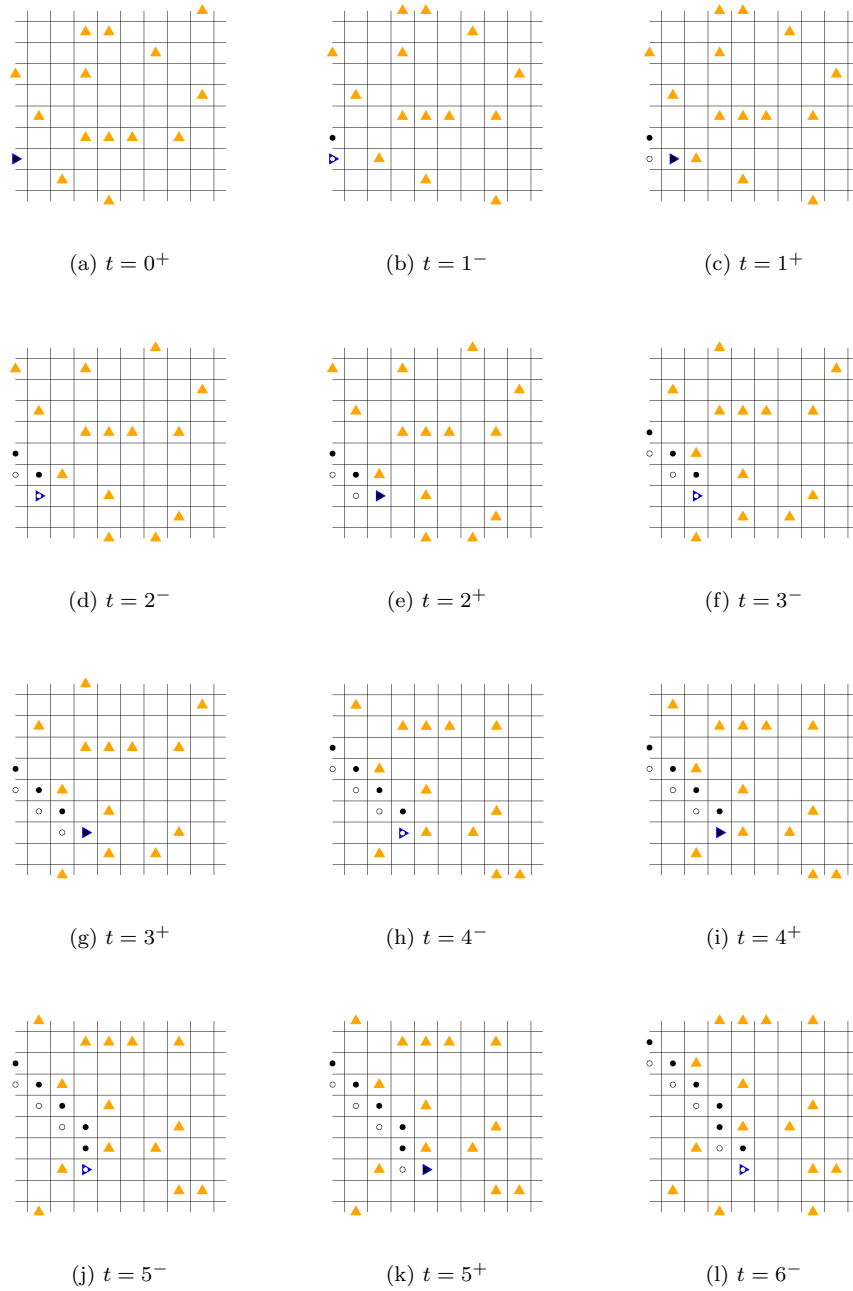 (a) t = 0⁺
(b) t = 1⁻
(c) t = 1⁺
(d) t = 2⁻
(e) t = 2⁺
(f) t = 3⁻
(g) t = 3⁺
(h) t = 4⁻
(i) t = 4⁺
(j) t = 5⁻
(k) t = 5⁺
(l) t = 6⁻